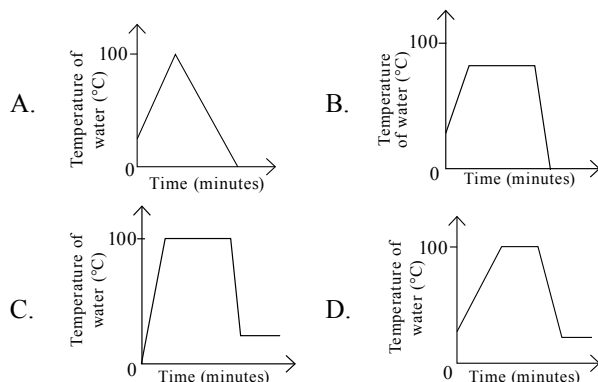 A.
Temperature of
water (°C)
100
0
Time (minutes)
B.
Temperature
of water (°C)
100
0
Time (minutes)
C.
Temperature of
water (°C)
100
0
Time (minutes)
D.
Temperature of
water (°C)
100
0
Time (minutes)